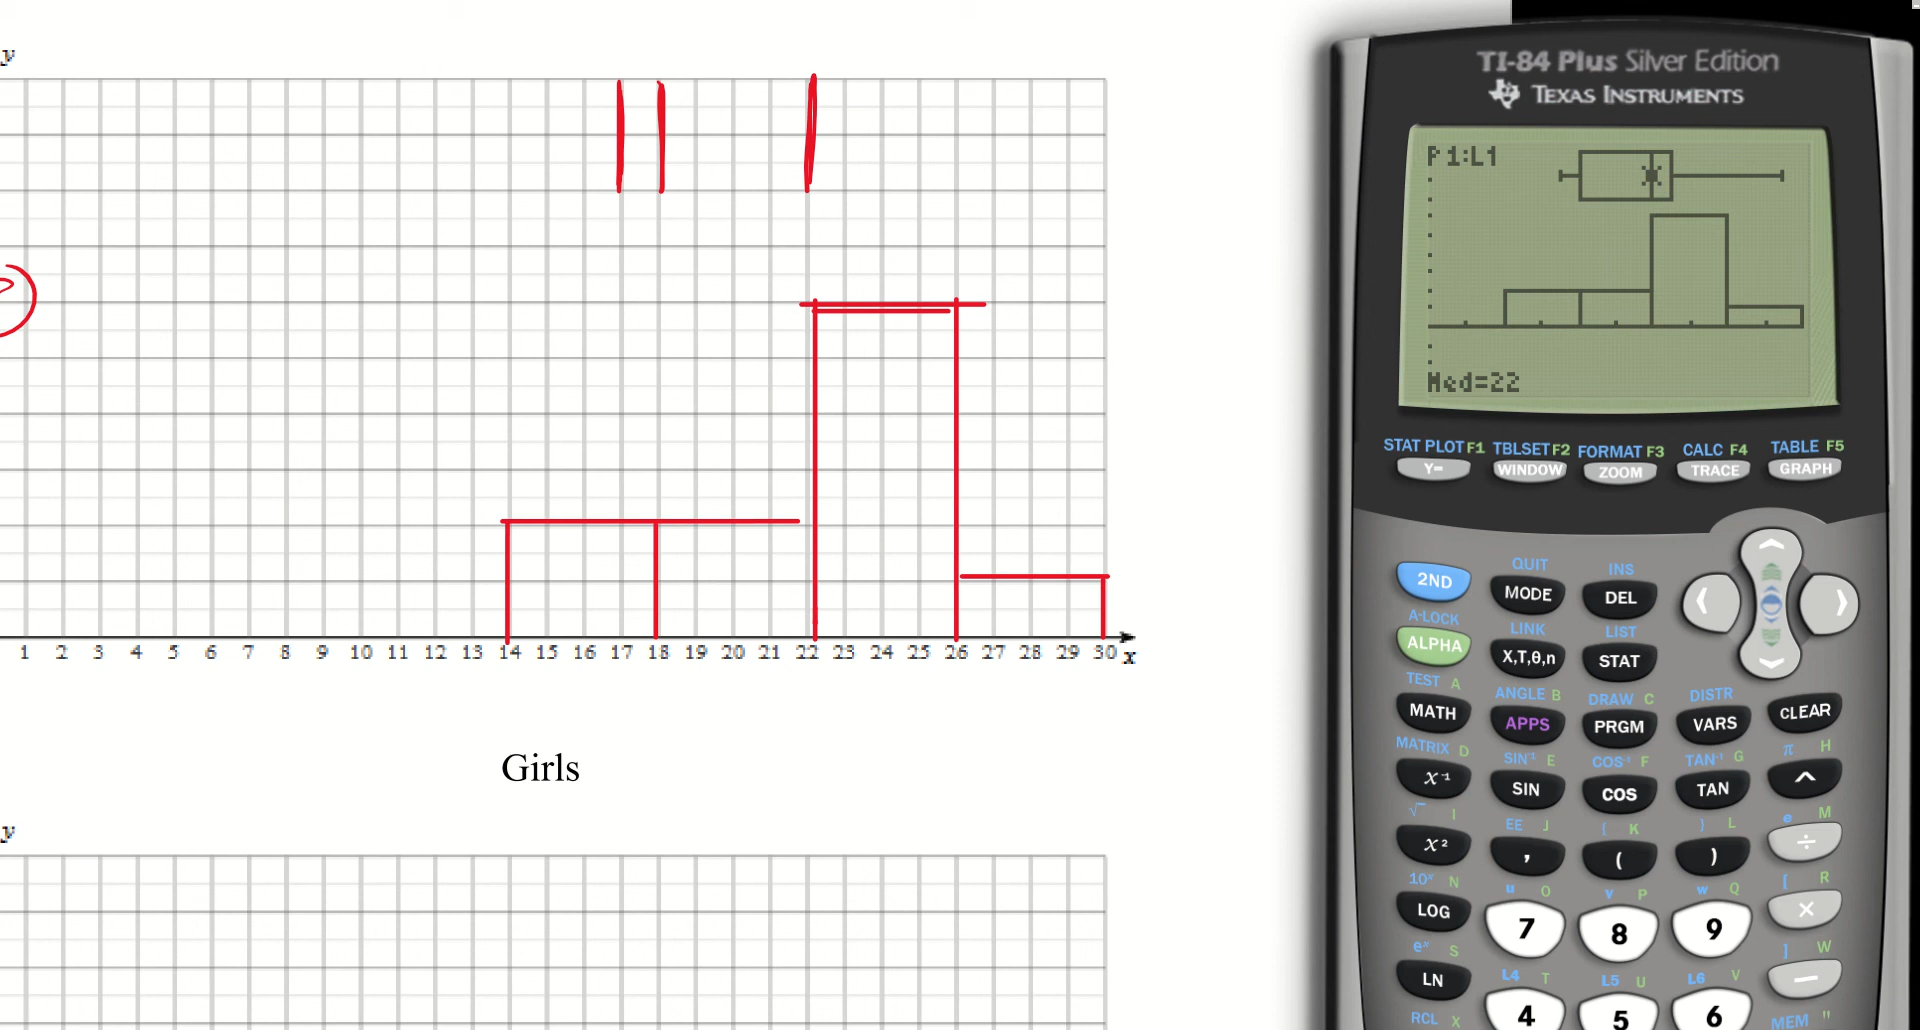 y
1 2 3 4 5 6 7 8 9 10 11 12 13 14 15 16 17 18 19 20 21 22 23 24 25 26 27 28 29 30 x
Girls
y
TI-84 Plus Silver Edition
TEXAS INSTRUMENTS
P1:L1
Med=22
STAT PLOT F1 TBLSET F2 FORMAT F3 CALC F4 TABLE F5
Y= WINDOW ZOOM TRACE GRAPH
QUIT INS
2ND MODE DEL
A-LOCK LINK LIST
ALPHA X,T,θ,n STAT
TEST A ANGLE B DRAW C DISTR
MATH APPS PRGM VARS CLEAR
MATRIX D SIN⁻¹ E COS⁻¹ F TAN⁻¹ G π H
x⁻¹ SIN COS TAN ^
√ I EE J { K } L e M
x² , ( ) ÷
10ˣ N u O v P w Q [ R
LOG 7 8 9 ×
eˣ S L4 T L5 U L6 V ] W
LN 4 5 6 −
RCL X MEM "